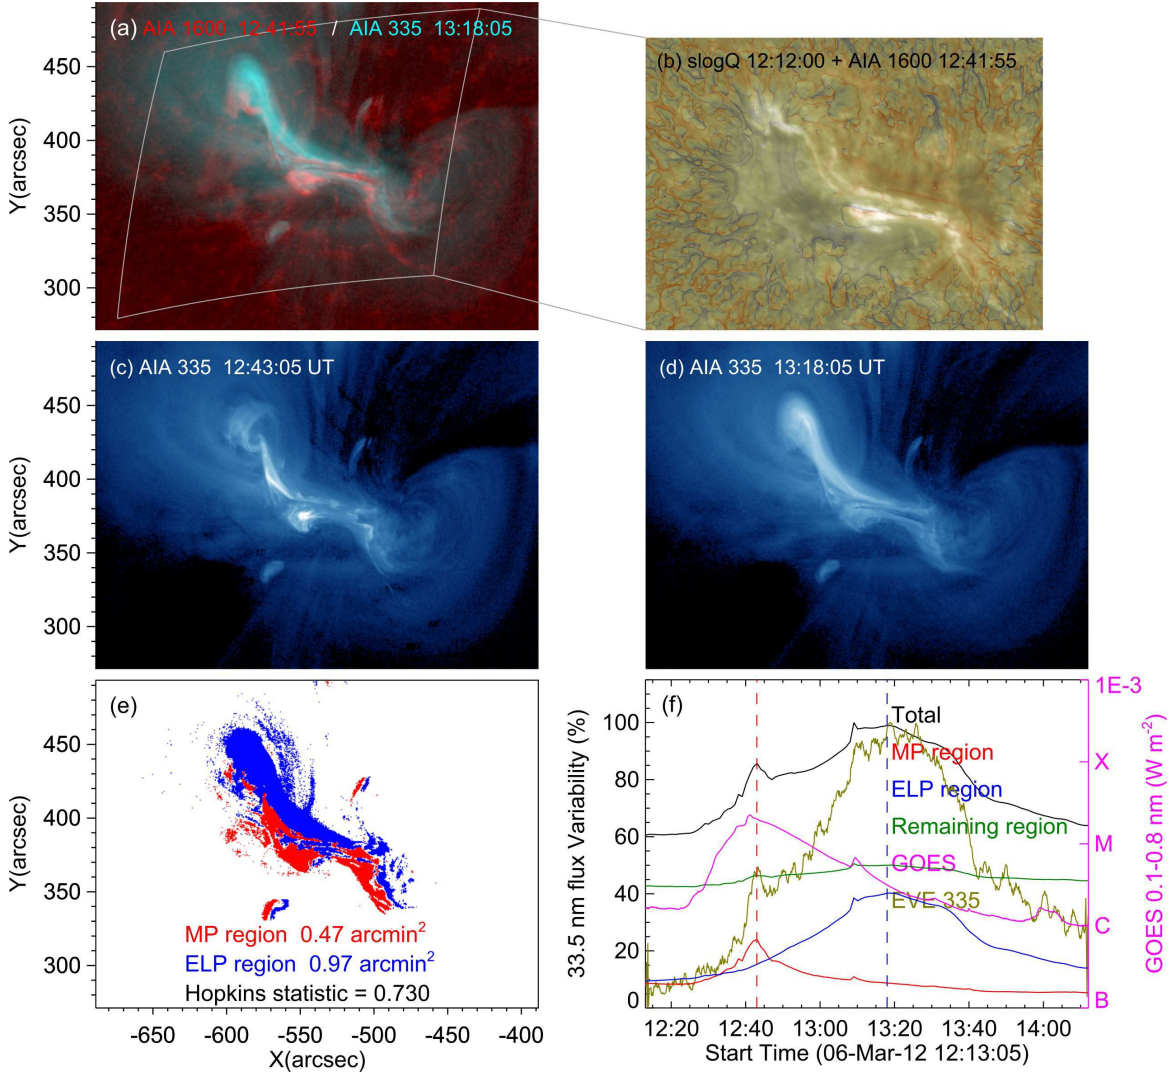 (a) AIA 1600 12:41:55 / AIA 335 13:18:05
450
400
350
300
Y(arcsec)
(b) slogQ 12:12:00 + AIA 1600 12:41:55
(c) AIA 335 12:43:05 UT
450
400
350
300
Y(arcsec)
(d) AIA 335 13:18:05 UT
(e)
450
400
350
300
Y(arcsec)
MP region 0.47 arcmin²
ELP region 0.97 arcmin²
Hopkins statistic = 0.730
-650 -600 -550 -500 -450 -400
X(arcsec)
(f)
Total
MP region
ELP region
Remaining region
GOES
EVE 335
100
80
60
40
20
0
33.5 nm flux Variability (%)
1E-3
X
M
C
B
GOES 0.1-0.8 nm (W m⁻²)
12:20 12:40 13:00 13:20 13:40 14:00
Start Time (06-Mar-12 12:13:05)